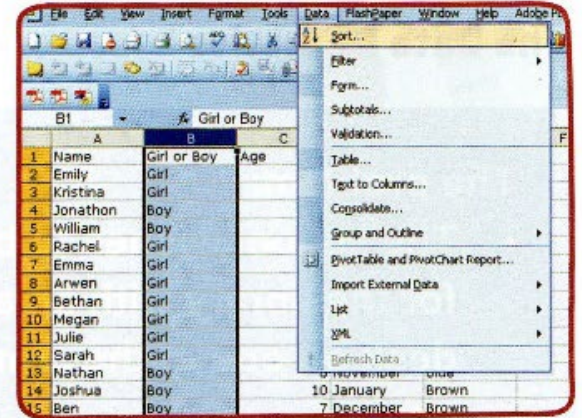 File Edit View Insert Format Tools Data FlashPaper Window Help Adobe
Sort...
Filter
Form...
Subtotals...
Validation...
Table...
Text to Columns...
Consolidate...
Group and Outline
PivotTable and PivotChart Report...
Import External Data
List
XML
Refresh Data
B1 Girl or Boy
A B C F
1 Name Girl or Boy Age
2 Emily Girl
3 Kristina Girl
4 Jonathon Boy
5 William Boy
6 Rachel Girl
7 Emma Girl
8 Arwen Girl
9 Bethan Girl
10 Megan Girl
11 Julie Girl
12 Sarah Girl
13 Nathan Boy November Blue
14 Joshua Boy 10 January Brown
15 Ben Boy 7 December Brown